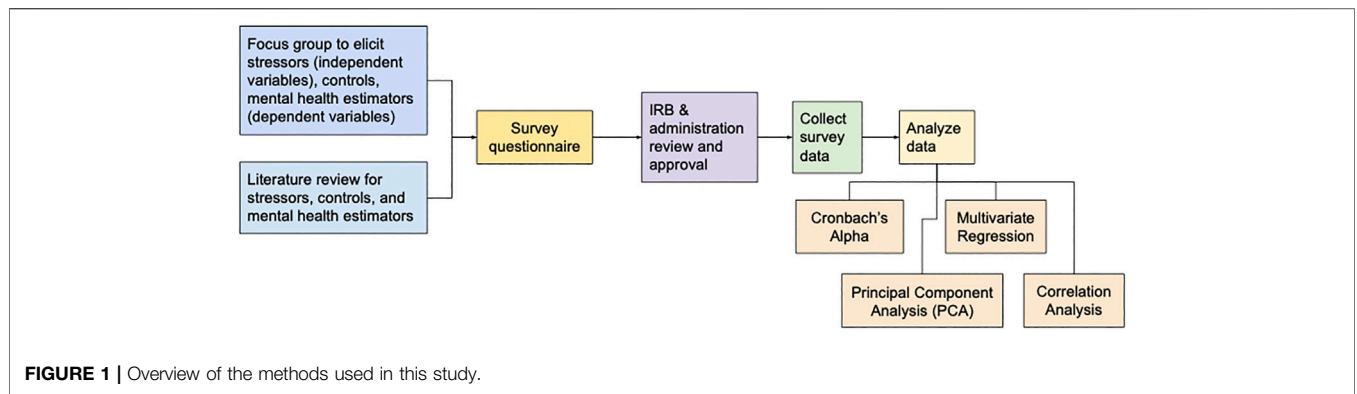 Focus group to elicit
stressors (independent
variables), controls,
mental health estimators
(dependent variables)
Literature review for
stressors, controls, and
mental health estimators
Survey
questionnaire
IRB &
administration
review and
approval
Collect
survey
data
Analyze
data
Cronbach's
Alpha
Multivariate
Regression
Principal Component
Analysis (PCA)
Correlation
Analysis
FIGURE 1 | Overview of the methods used in this study.